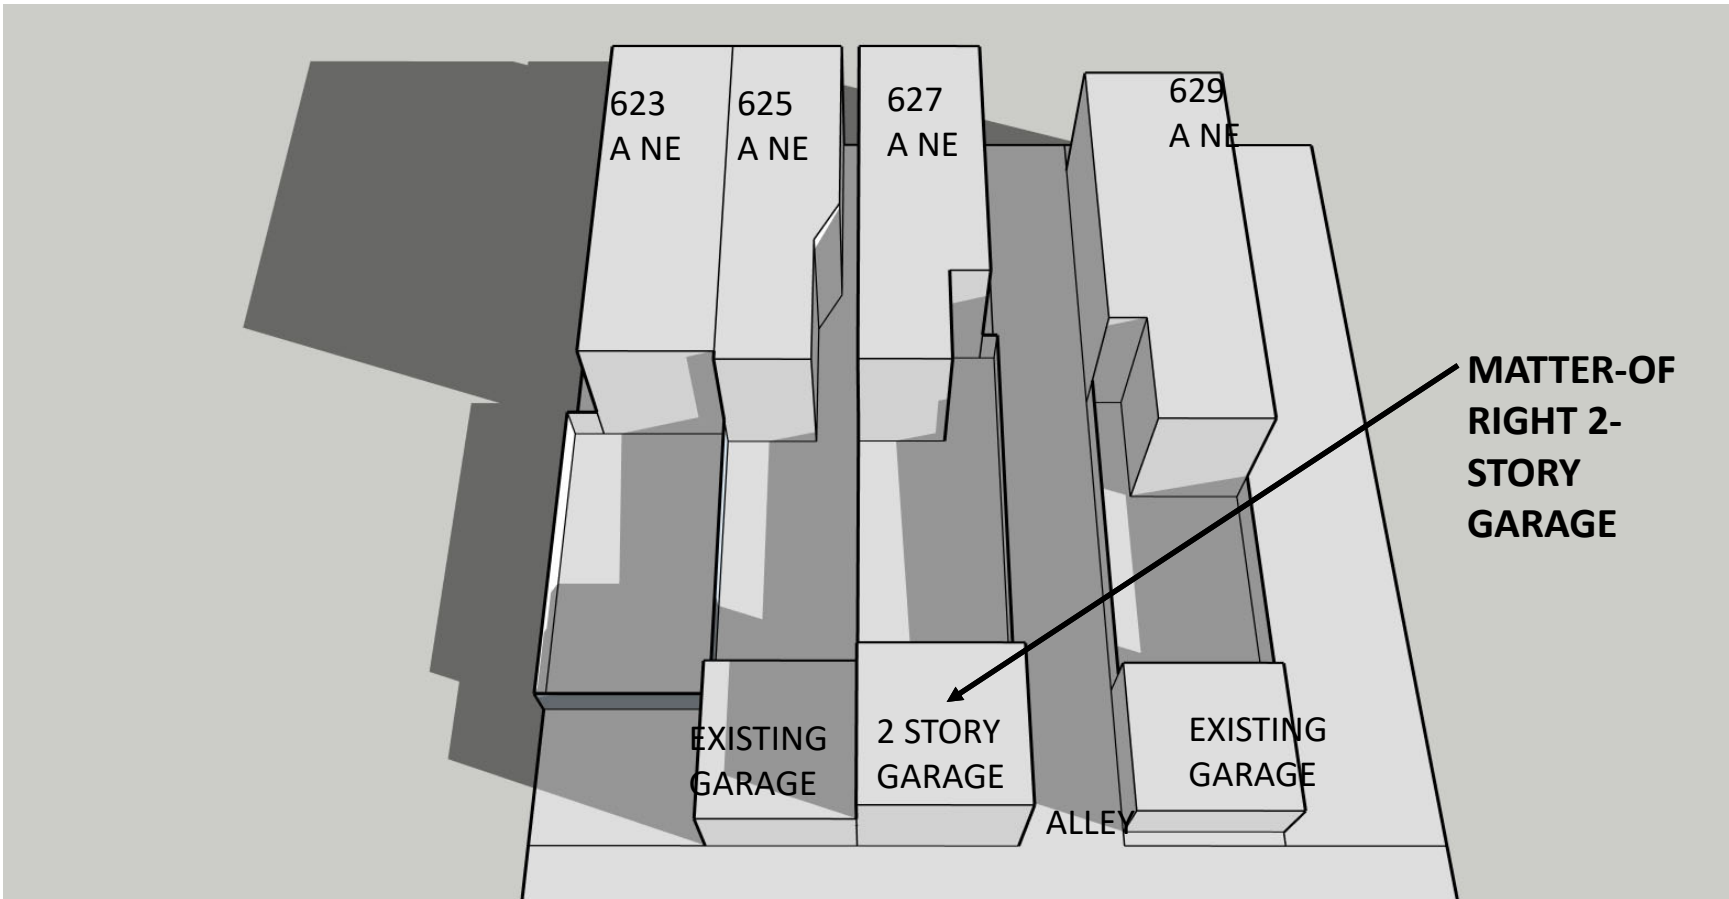 623
A NE
625
A NE
627
A NE
629
A NE
MATTER-OF
RIGHT 2-
STORY
GARAGE
EXISTING
GARAGE
2 STORY
GARAGE
EXISTING
GARAGE
ALLEY